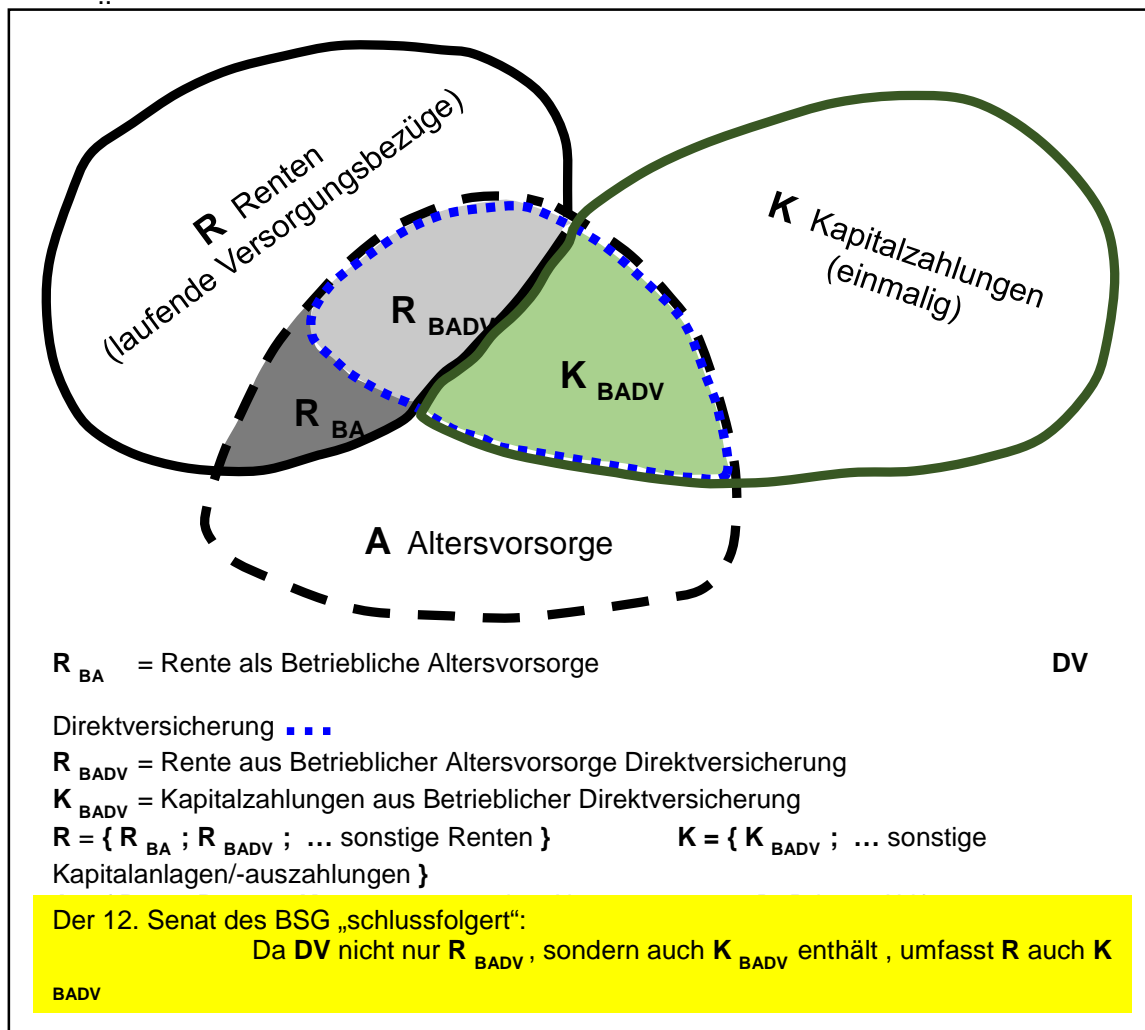 R Renten
(laufende Versorgungsbezüge)
K Kapitalzahlungen
(einmalig)
R BADV
K BADV
R BA
A Altersvorsorge
R BA = Rente als Betriebliche Altersvorsorge DV
Direktversicherung ...
R BADV = Rente aus Betrieblicher Altersvorsorge Direktversicherung
K BADV = Kapitalzahlungen aus Betrieblicher Direktversicherung
R = { R BA ; R BADV ; … sonstige Renten } K = { K BADV ; … sonstige
Kapitalanlagen/-auszahlungen }
Der 12. Senat des BSG „schlussfolgert“:
Da DV nicht nur R BADV , sondern auch K BADV enthält , umfasst R auch K
BADV